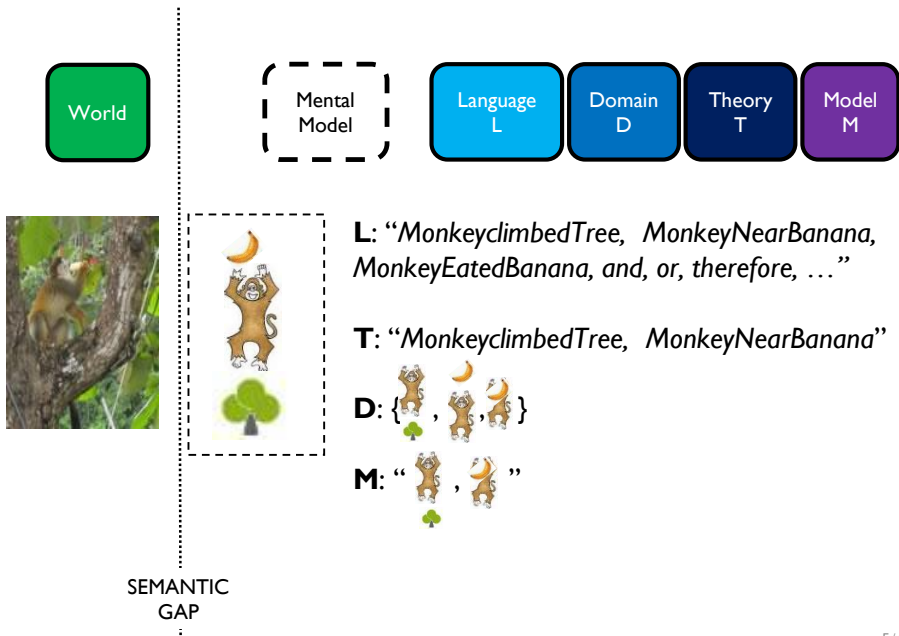 World
Mental
Model
Language
L
Domain
D
Theory
T
Model
M
L: “MonkeyclimbedTree, MonkeyNearBanana,
MonkeyEatedBanana, and, or, therefore, …”
T: “MonkeyclimbedTree, MonkeyNearBanana”
D: { , , }
M: “ , ”
SEMANTIC
GAP